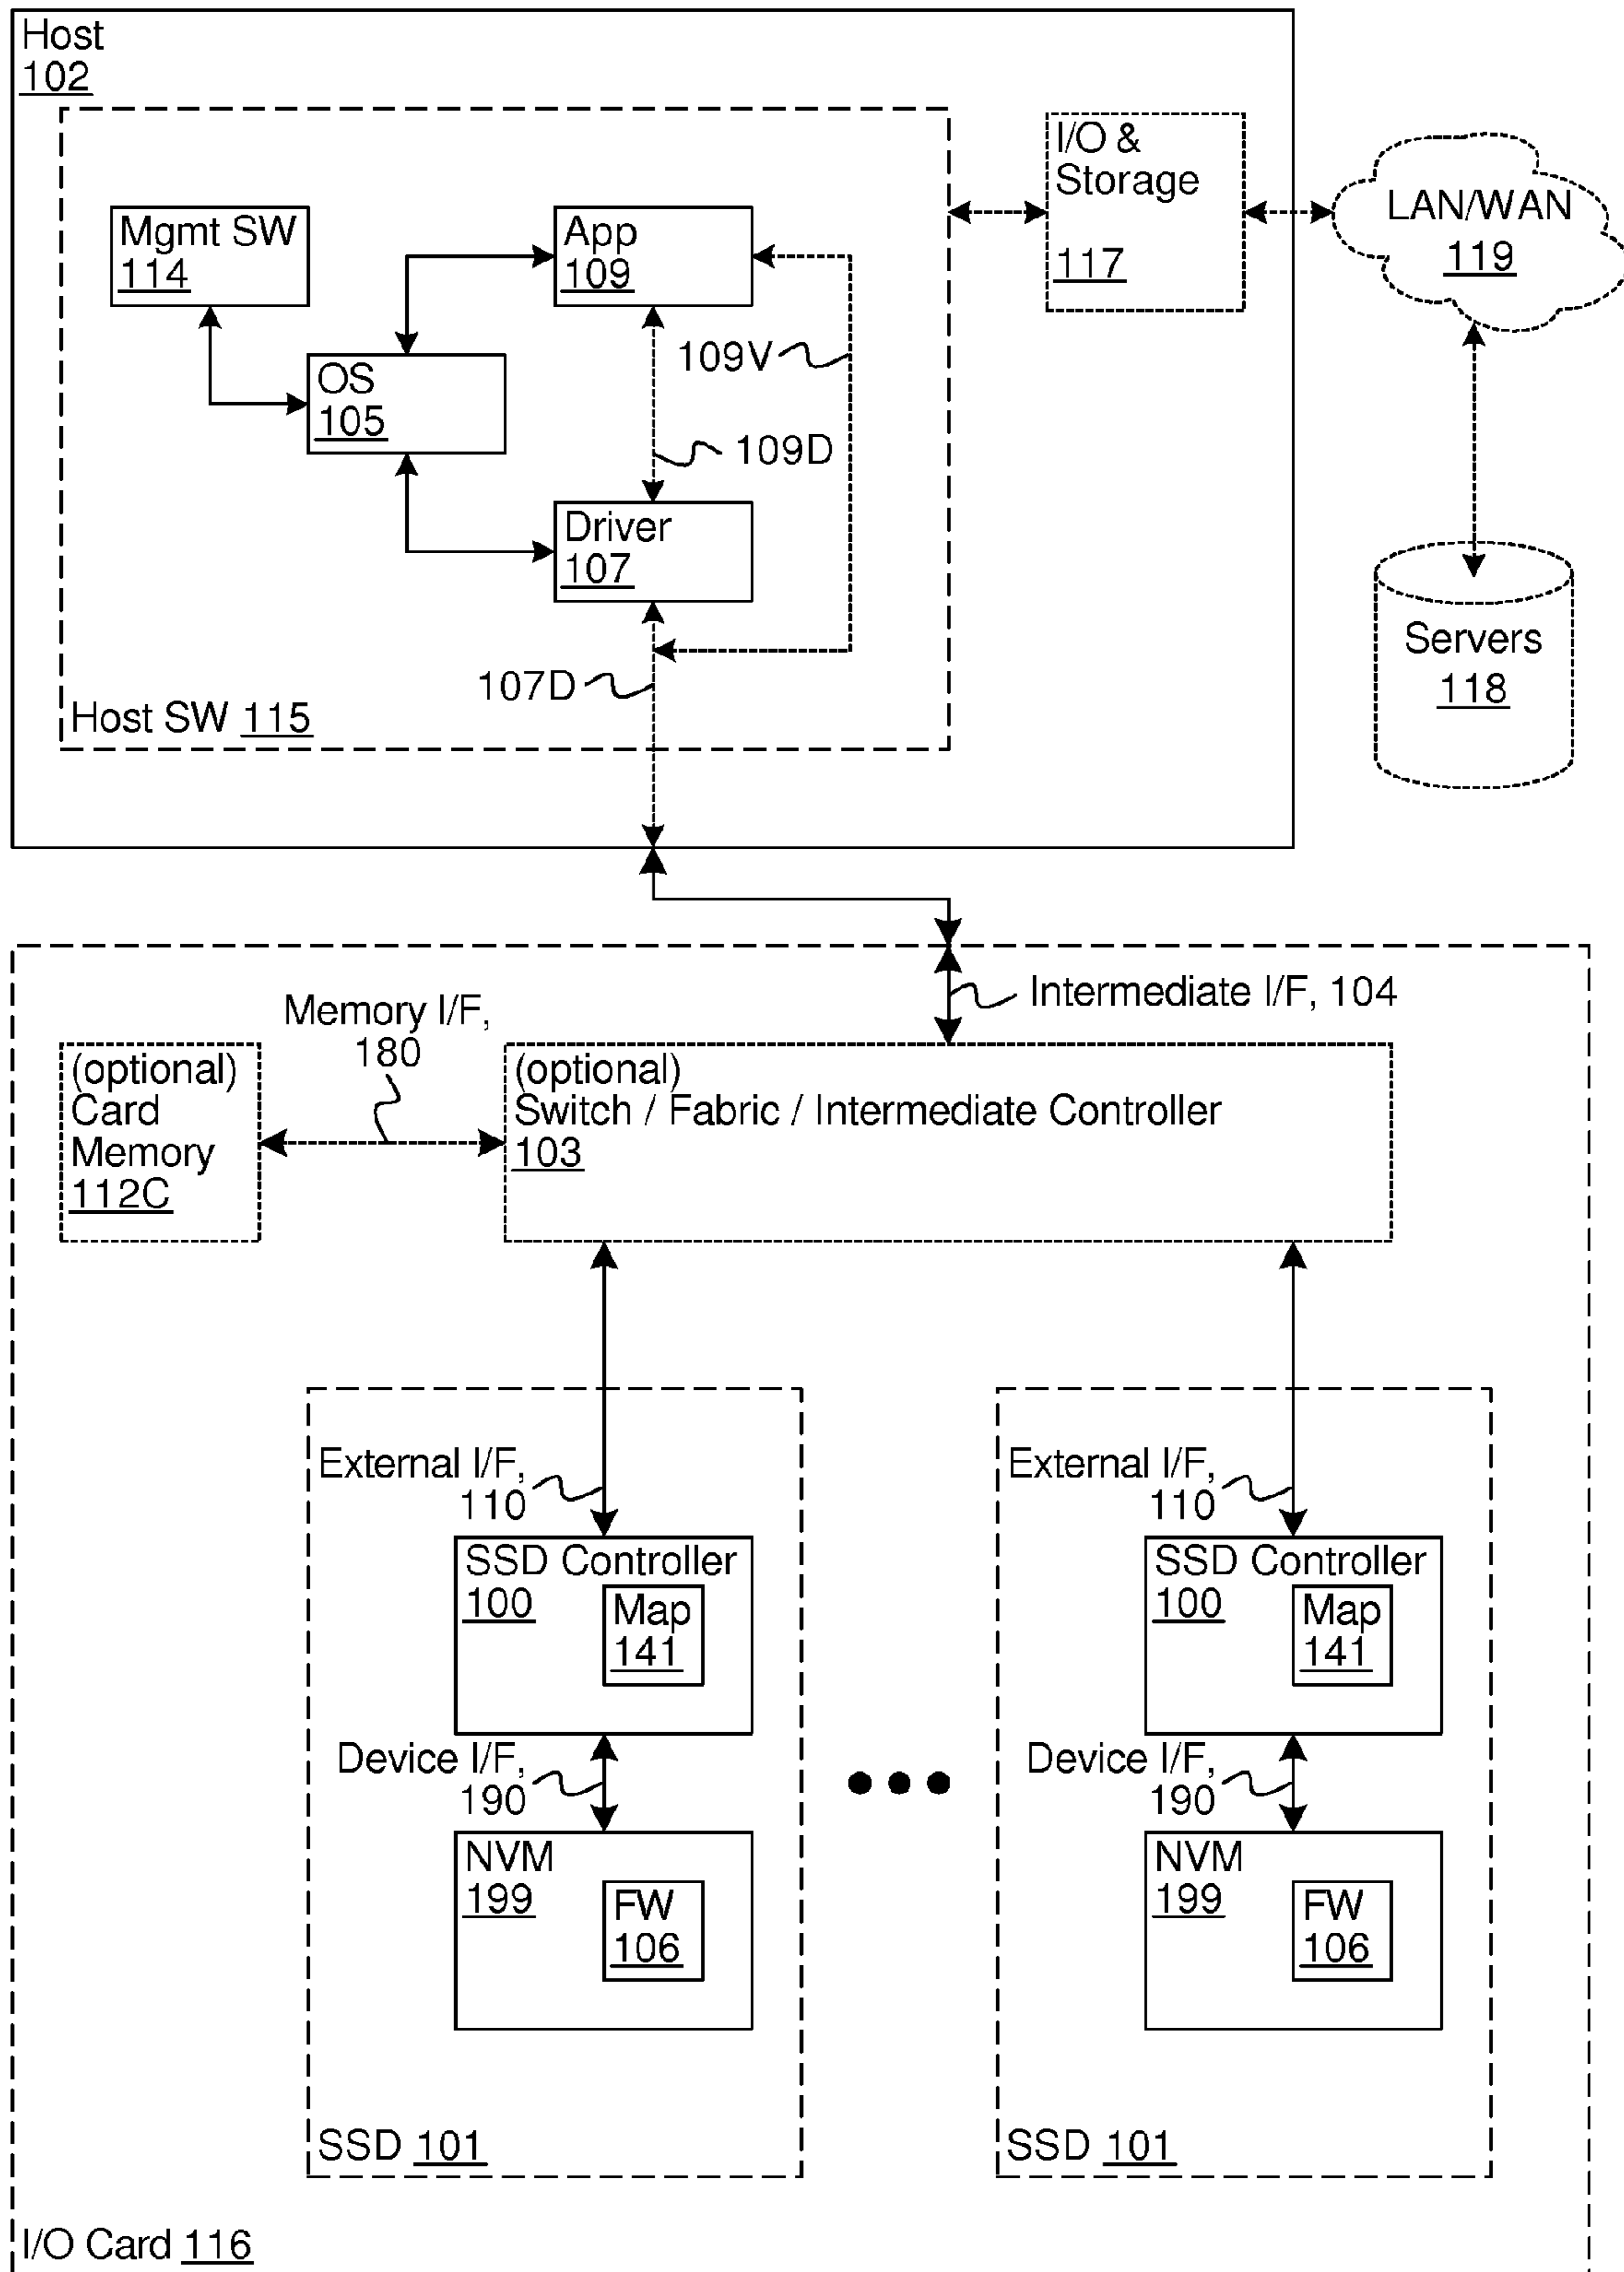 Host
102
I/O &
Storage
117
LAN/WAN
119
Mgmt SW
114
App
109
109V
OS
105
109D
Driver
107
Servers
118
107D
Host SW 115
Intermediate I/F, 104
Memory I/F,
180
(optional)
Card
Memory
112C
(optional)
Switch / Fabric / Intermediate Controller
103
External I/F,
110
SSD Controller
100
Map
141
Device I/F,
190
NVM
199
FW
106
SSD 101
External I/F,
110
SSD Controller
100
Map
141
Device I/F,
190
NVM
199
FW
106
SSD 101
I/O Card 116